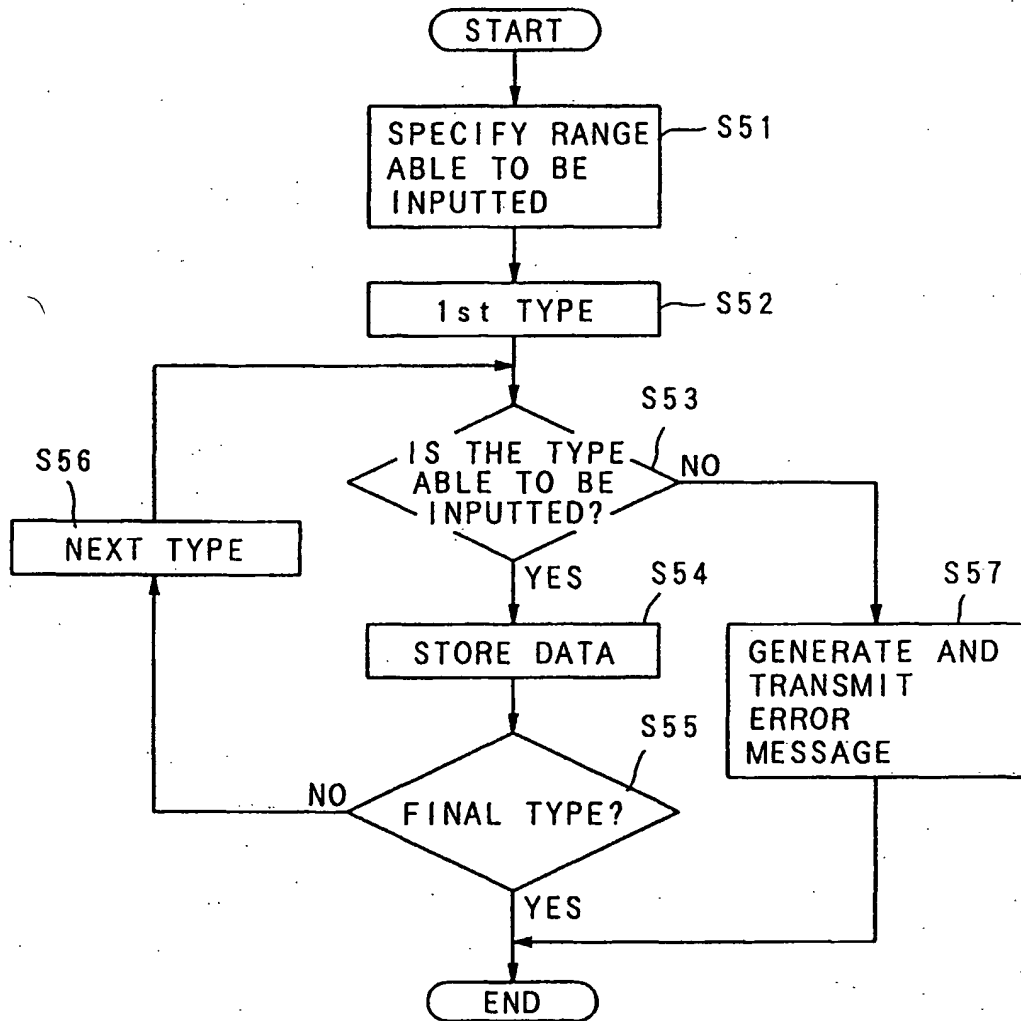 START
SPECIFY RANGE
ABLE TO BE
INPUTTED
S51
1st TYPE
S52
S53
IS THE TYPE
ABLE TO BE
INPUTTED?
NO
YES
S56
NEXT TYPE
S54
STORE DATA
S57
GENERATE AND
TRANSMIT
ERROR
MESSAGE
S55
FINAL TYPE?
NO
YES
END